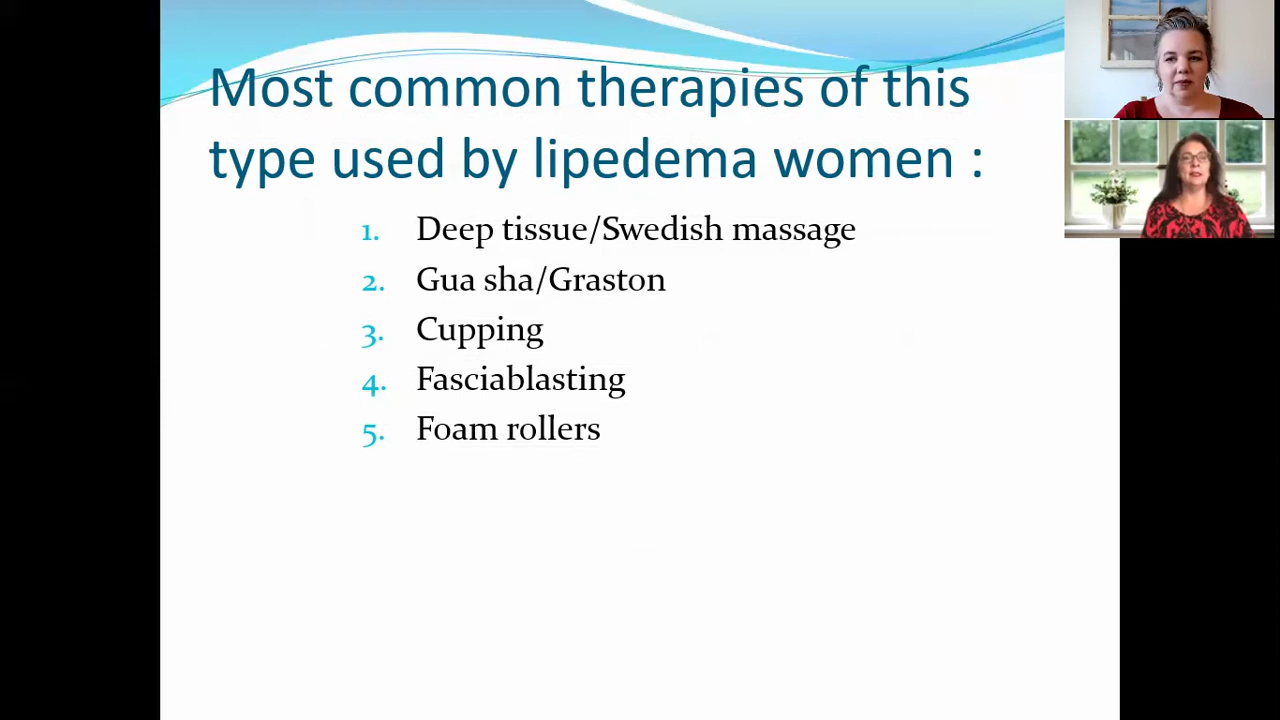 Most common therapies of this
type used by lipedema women :
1. Deep tissue/Swedish massage
2. Gua sha/Graston
3. Cupping
4. Fasciablasting
5. Foam rollers